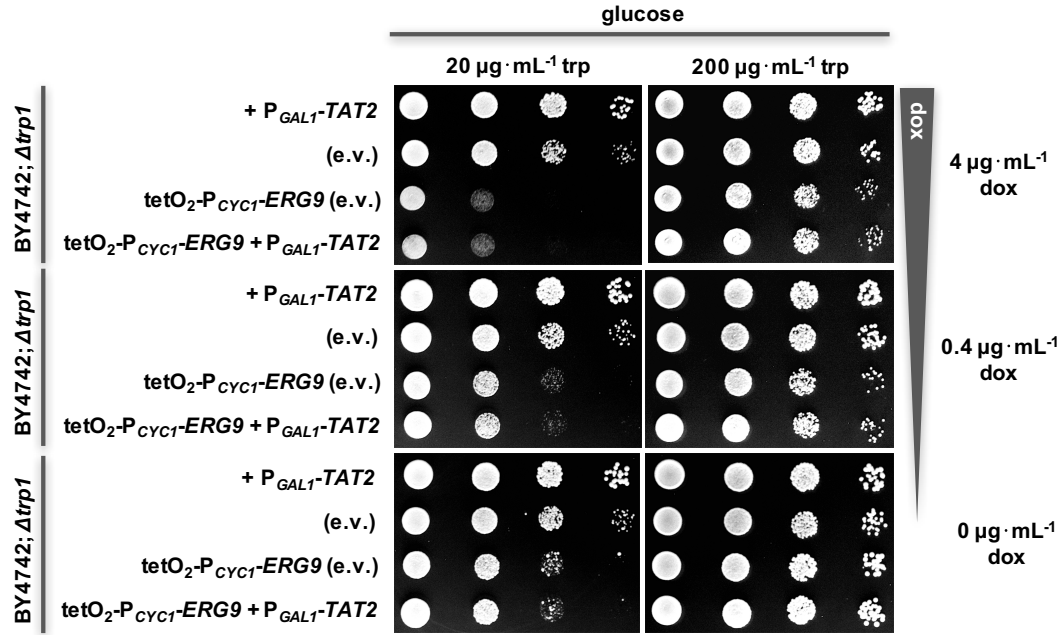 glucose
20 µg·mL⁻¹ trp
200 µg·mL⁻¹ trp
BY4742; Δtrp1
+ P_GAL1-TAT2
(e.v.)
tetO₂-P_CYC1-ERG9 (e.v.)
tetO₂-P_CYC1-ERG9 + P_GAL1-TAT2
dox
4 µg·mL⁻¹
dox
BY4742; Δtrp1
+ P_GAL1-TAT2
(e.v.)
tetO₂-P_CYC1-ERG9 (e.v.)
tetO₂-P_CYC1-ERG9 + P_GAL1-TAT2
0.4 µg·mL⁻¹
dox
BY4742; Δtrp1
+ P_GAL1-TAT2
(e.v.)
tetO₂-P_CYC1-ERG9 (e.v.)
tetO₂-P_CYC1-ERG9 + P_GAL1-TAT2
0 µg·mL⁻¹
dox